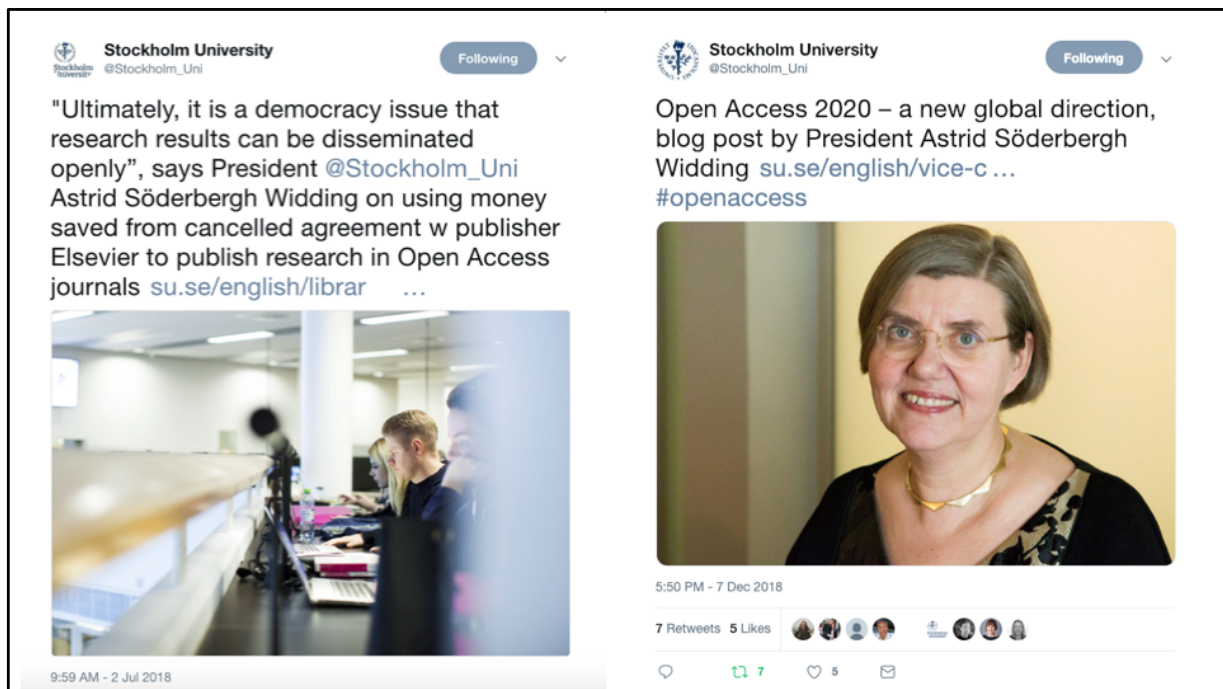 Stockholm University
@Stockholm_Uni
Following
"Ultimately, it is a democracy issue that
research results can be disseminated
openly”, says President @Stockholm_Uni
Astrid Söderbergh Widding on using money
saved from cancelled agreement w publisher
Elsevier to publish research in Open Access
journals su.se/english/librar ...
9:59 AM - 2 Jul 2018
Stockholm University
@Stockholm_Uni
Following
Open Access 2020 – a new global direction,
blog post by President Astrid Söderbergh
Widding su.se/english/vice-c ...
#openaccess
5:50 PM - 7 Dec 2018
7 Retweets 5 Likes
7 5